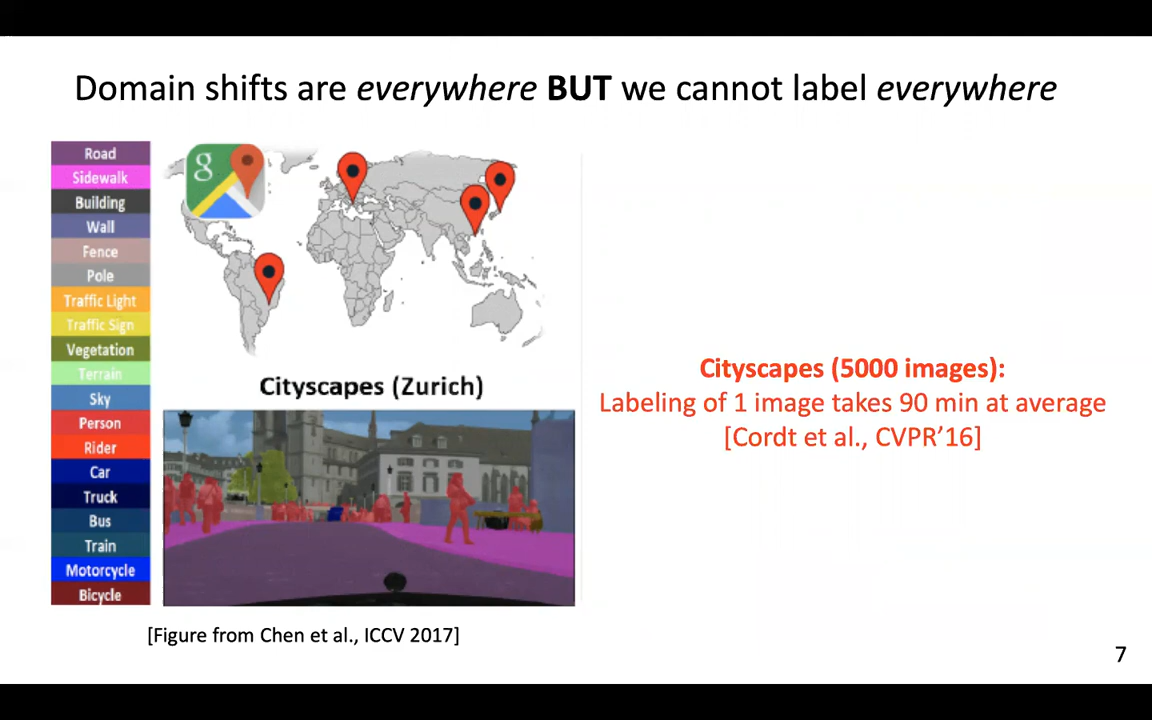 Domain shifts are everywhere BUT we cannot label everywhere
Road
Sidewalk
Building
Wall
Fence
Pole
Traffic Light
Traffic Sign
Vegetation
Terrain
Sky
Person
Rider
Car
Truck
Bus
Train
Motorcycle
Bicycle
g
Cityscapes (Zurich)
[Figure from Chen et al., ICCV 2017]
Cityscapes (5000 images):
Labeling of 1 image takes 90 min at average
[Cordt et al., CVPR’16]
7